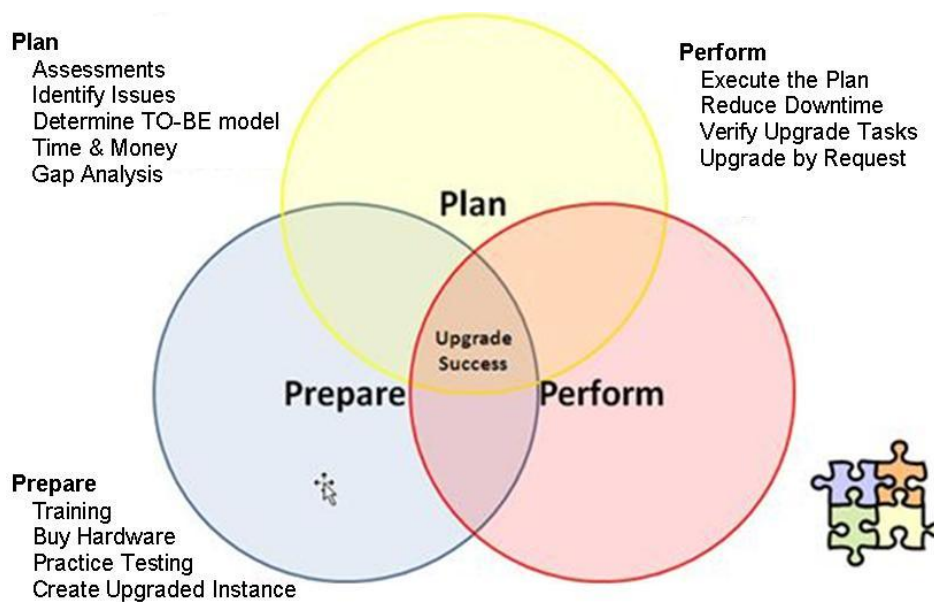 Plan
Assessments
Identify Issues
Determine TO-BE model
Time & Money
Gap Analysis
Perform
Execute the Plan
Reduce Downtime
Verify Upgrade Tasks
Upgrade by Request
Plan
Upgrade
Success
Prepare
Perform
Prepare
Training
Buy Hardware
Practice Testing
Create Upgraded Instance